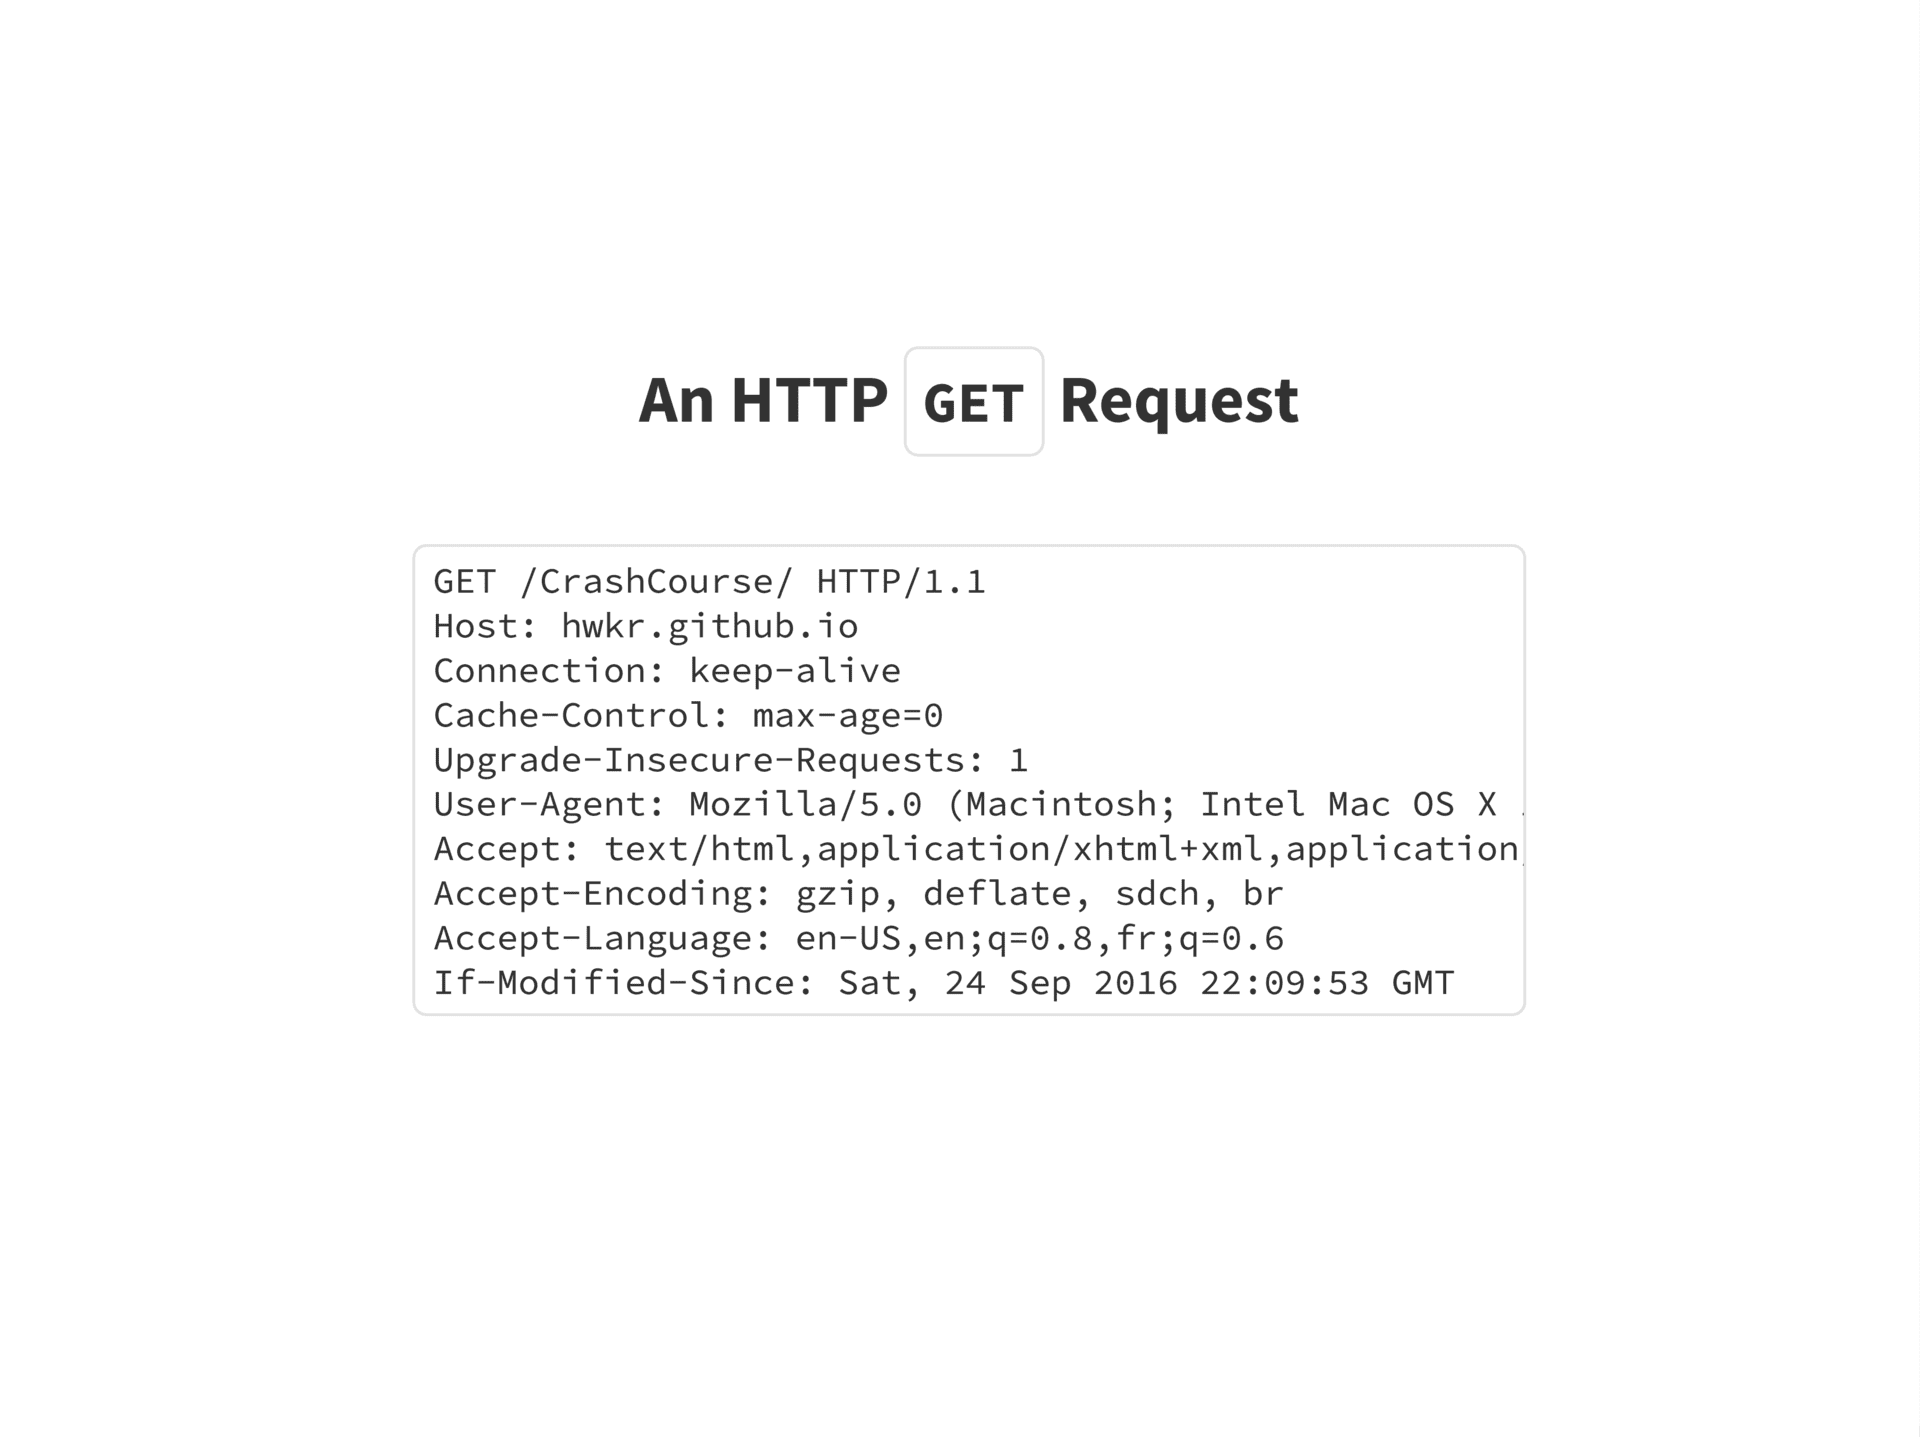 An HTTP GET Request
GET /CrashCourse/ HTTP/1.1
Host: hwkr.github.io
Connection: keep-alive
Cache-Control: max-age=0
Upgrade-Insecure-Requests: 1
User-Agent: Mozilla/5.0 (Macintosh; Intel Mac OS X
Accept: text/html,application/xhtml+xml,application
Accept-Encoding: gzip, deflate, sdch, br
Accept-Language: en-US,en;q=0.8,fr;q=0.6
If-Modified-Since: Sat, 24 Sep 2016 22:09:53 GMT